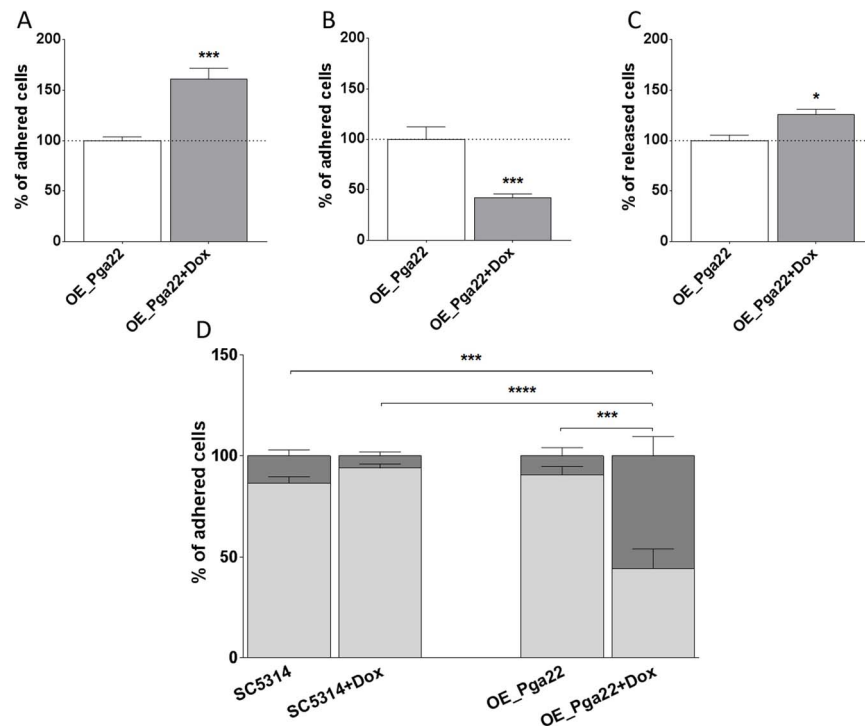 A
% of adhered cells
200
150
100
50
0
***
OE_Pga22
OE_Pga22+Dox
B
% of adhered cells
200
150
100
50
0
***
OE_Pga22
OE_Pga22+Dox
C
% of released cells
200
150
100
50
0
*
OE_Pga22
OE_Pga22+Dox
D
% of adhered cells
150
100
50
0
***
****
***
SC5314
SC5314+Dox
OE_Pga22
OE_Pga22+Dox